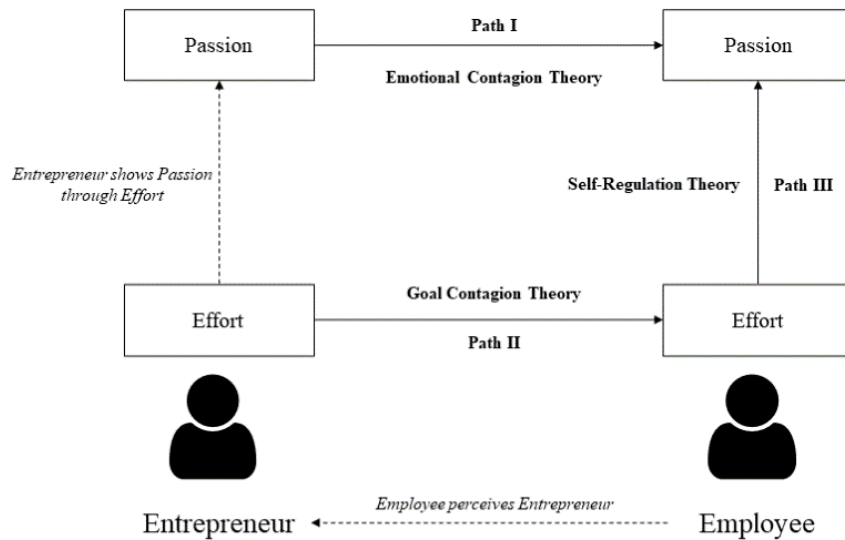 Passion
Path I
Passion
Emotional Contagion Theory
Entrepreneur shows Passion
through Effort
Self-Regulation Theory
Path III
Effort
Goal Contagion Theory
Path II
Effort
Employee perceives Entrepreneur
Entrepreneur
Employee